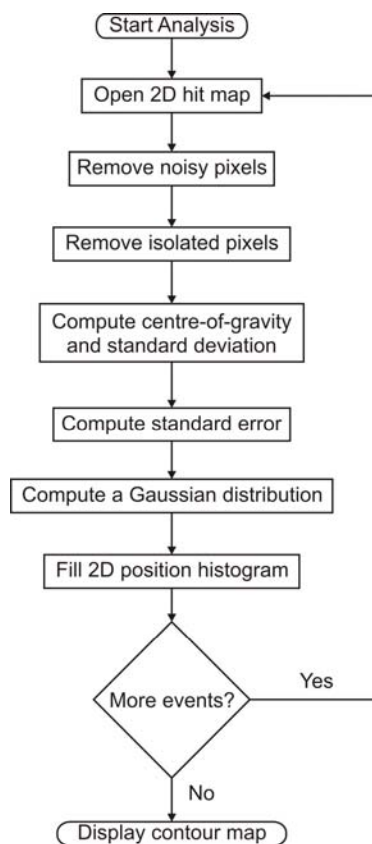 Start Analysis
Open 2D hit map
Remove noisy pixels
Remove isolated pixels
Compute centre-of-gravity
and standard deviation
Compute standard error
Compute a Gaussian distribution
Fill 2D position histogram
More events?
Yes
No
Display contour map